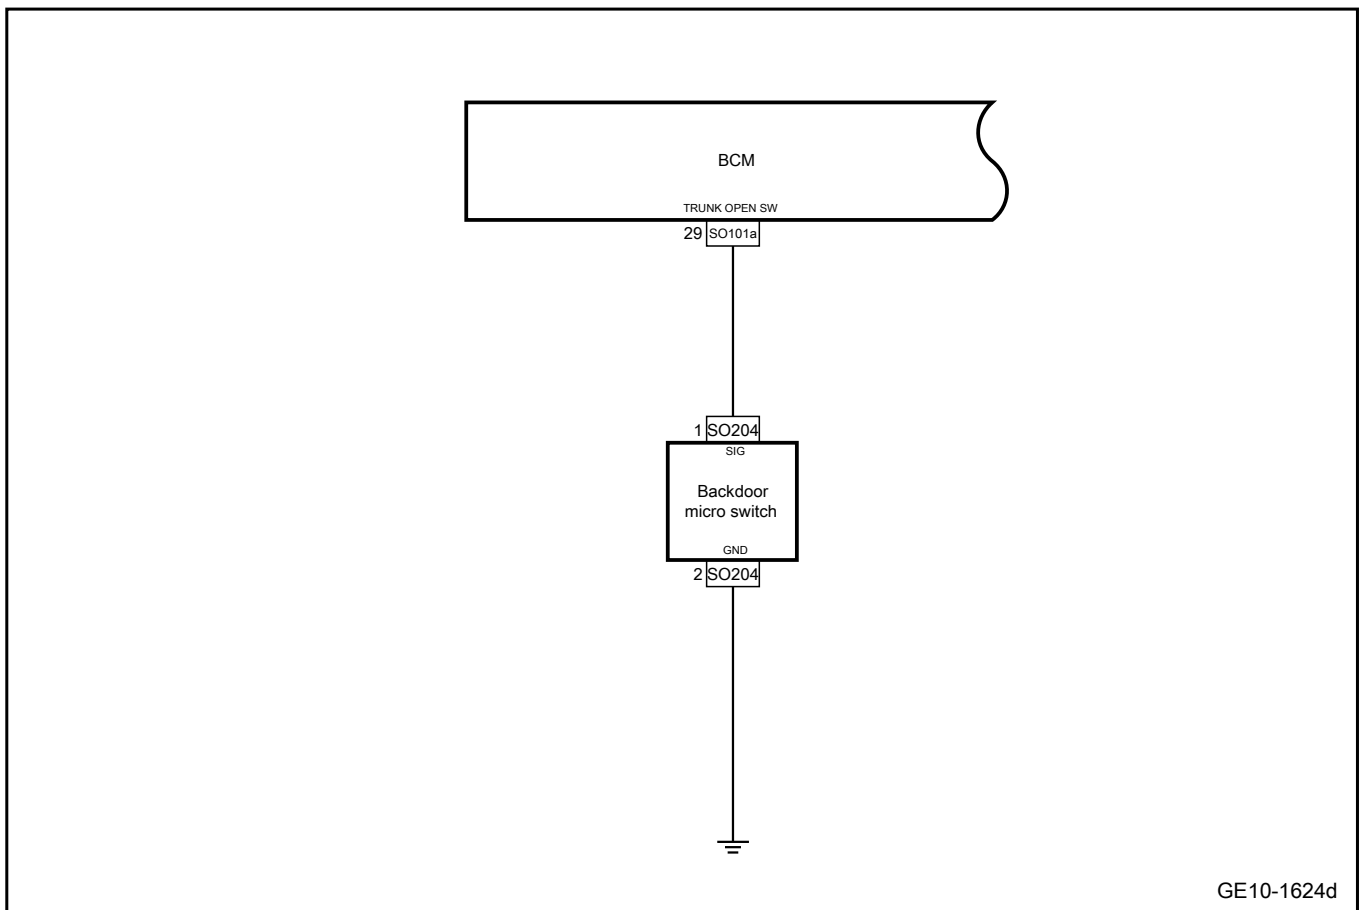 BCM
TRUNK OPEN SW
29 SO101a
1 SO204
SIG
Backdoor
micro switch
GND
2 SO204
GE10-1624d